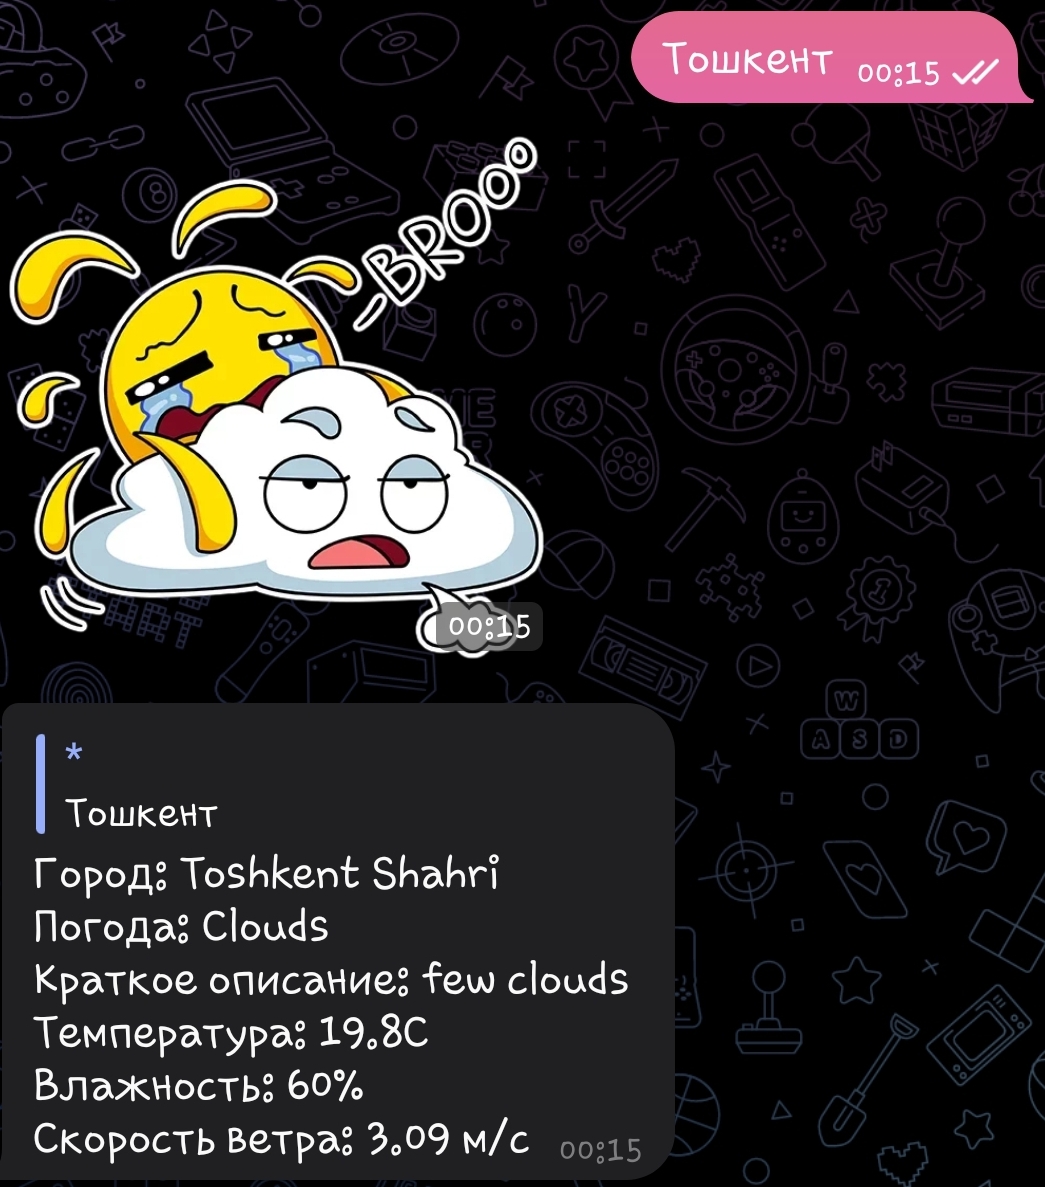 Тошкент 00:15
-BROOOO
00:15
*
Тошкент
Город: Toshkent Shahri
Погода: Clouds
Краткое описание: few clouds
Температура: 19.8C
Влажность: 60%
Скорость ветра: 3.09 м/с 00:15
W
A S D